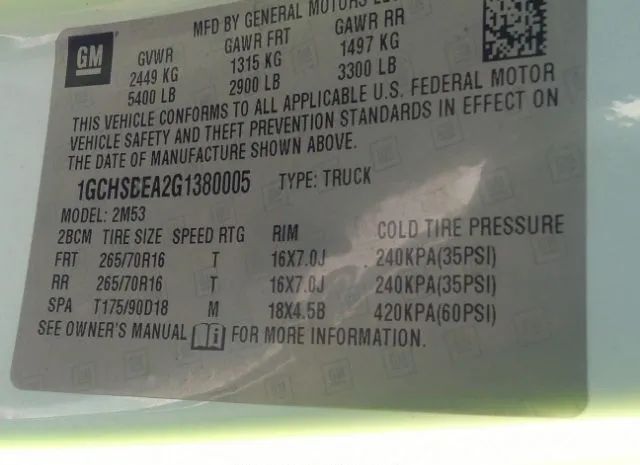 GM
MFD BY GENERAL MOTORS LLC
GVWR GAWR FRT GAWR RR
2449 KG 1315 KG 1497 KG
5400 LB 2900 LB 3300 LB
THIS VEHICLE CONFORMS TO ALL APPLICABLE U.S. FEDERAL MOTOR
VEHICLE SAFETY AND THEFT PREVENTION STANDARDS IN EFFECT ON
THE DATE OF MANUFACTURE SHOWN ABOVE.
1GCHSBEA2G1380005 TYPE: TRUCK
MODEL: 2M53
2BCM TIRE SIZE SPEED RTG RIM COLD TIRE PRESSURE
FRT 265/70R16 T 16X7.0J 240KPA(35PSI)
RR 265/70R16 T 16X7.0J 240KPA(35PSI)
SPA T175/90D18 M 18X4.5B 420KPA(60PSI)
SEE OWNER'S MANUAL FOR MORE INFORMATION.